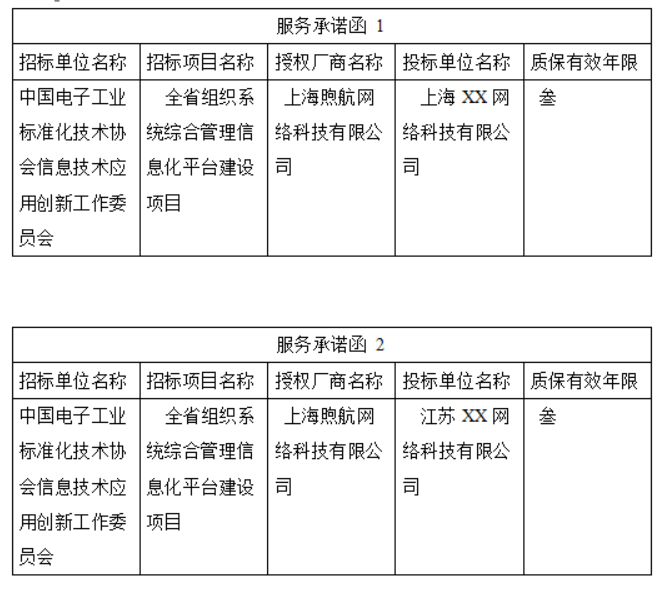 服务承诺函 1
招标单位名称 招标项目名称 授权厂商名称 投标单位名称 质保有效年限
中国电子工业 全省组织系 上海煦航网 上海 XX 网 叁
标准化技术协 统综合管理信 络科技有限公 络科技有限公
会信息技术应 息化平台建设 司 司
用创新工作委 项目
员会
服务承诺函 2
招标单位名称 招标项目名称 授权厂商名称 投标单位名称 质保有效年限
中国电子工业 全省组织系 上海煦航网 江苏 XX 网 叁
标准化技术协 统综合管理信 络科技有限公 络科技有限公
会信息技术应 息化平台建设 司 司
用创新工作委 项目
员会